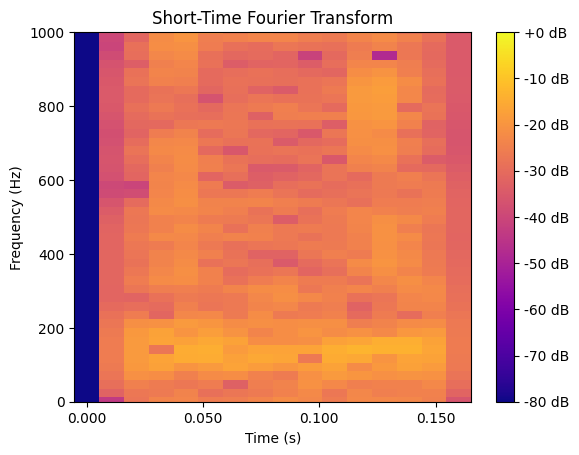 Short-Time Fourier Transform
1000
800
600
400
200
0
Frequency (Hz)
0.000
0.050
0.100
0.150
Time (s)
+0 dB
-10 dB
-20 dB
-30 dB
-40 dB
-50 dB
-60 dB
-70 dB
-80 dB